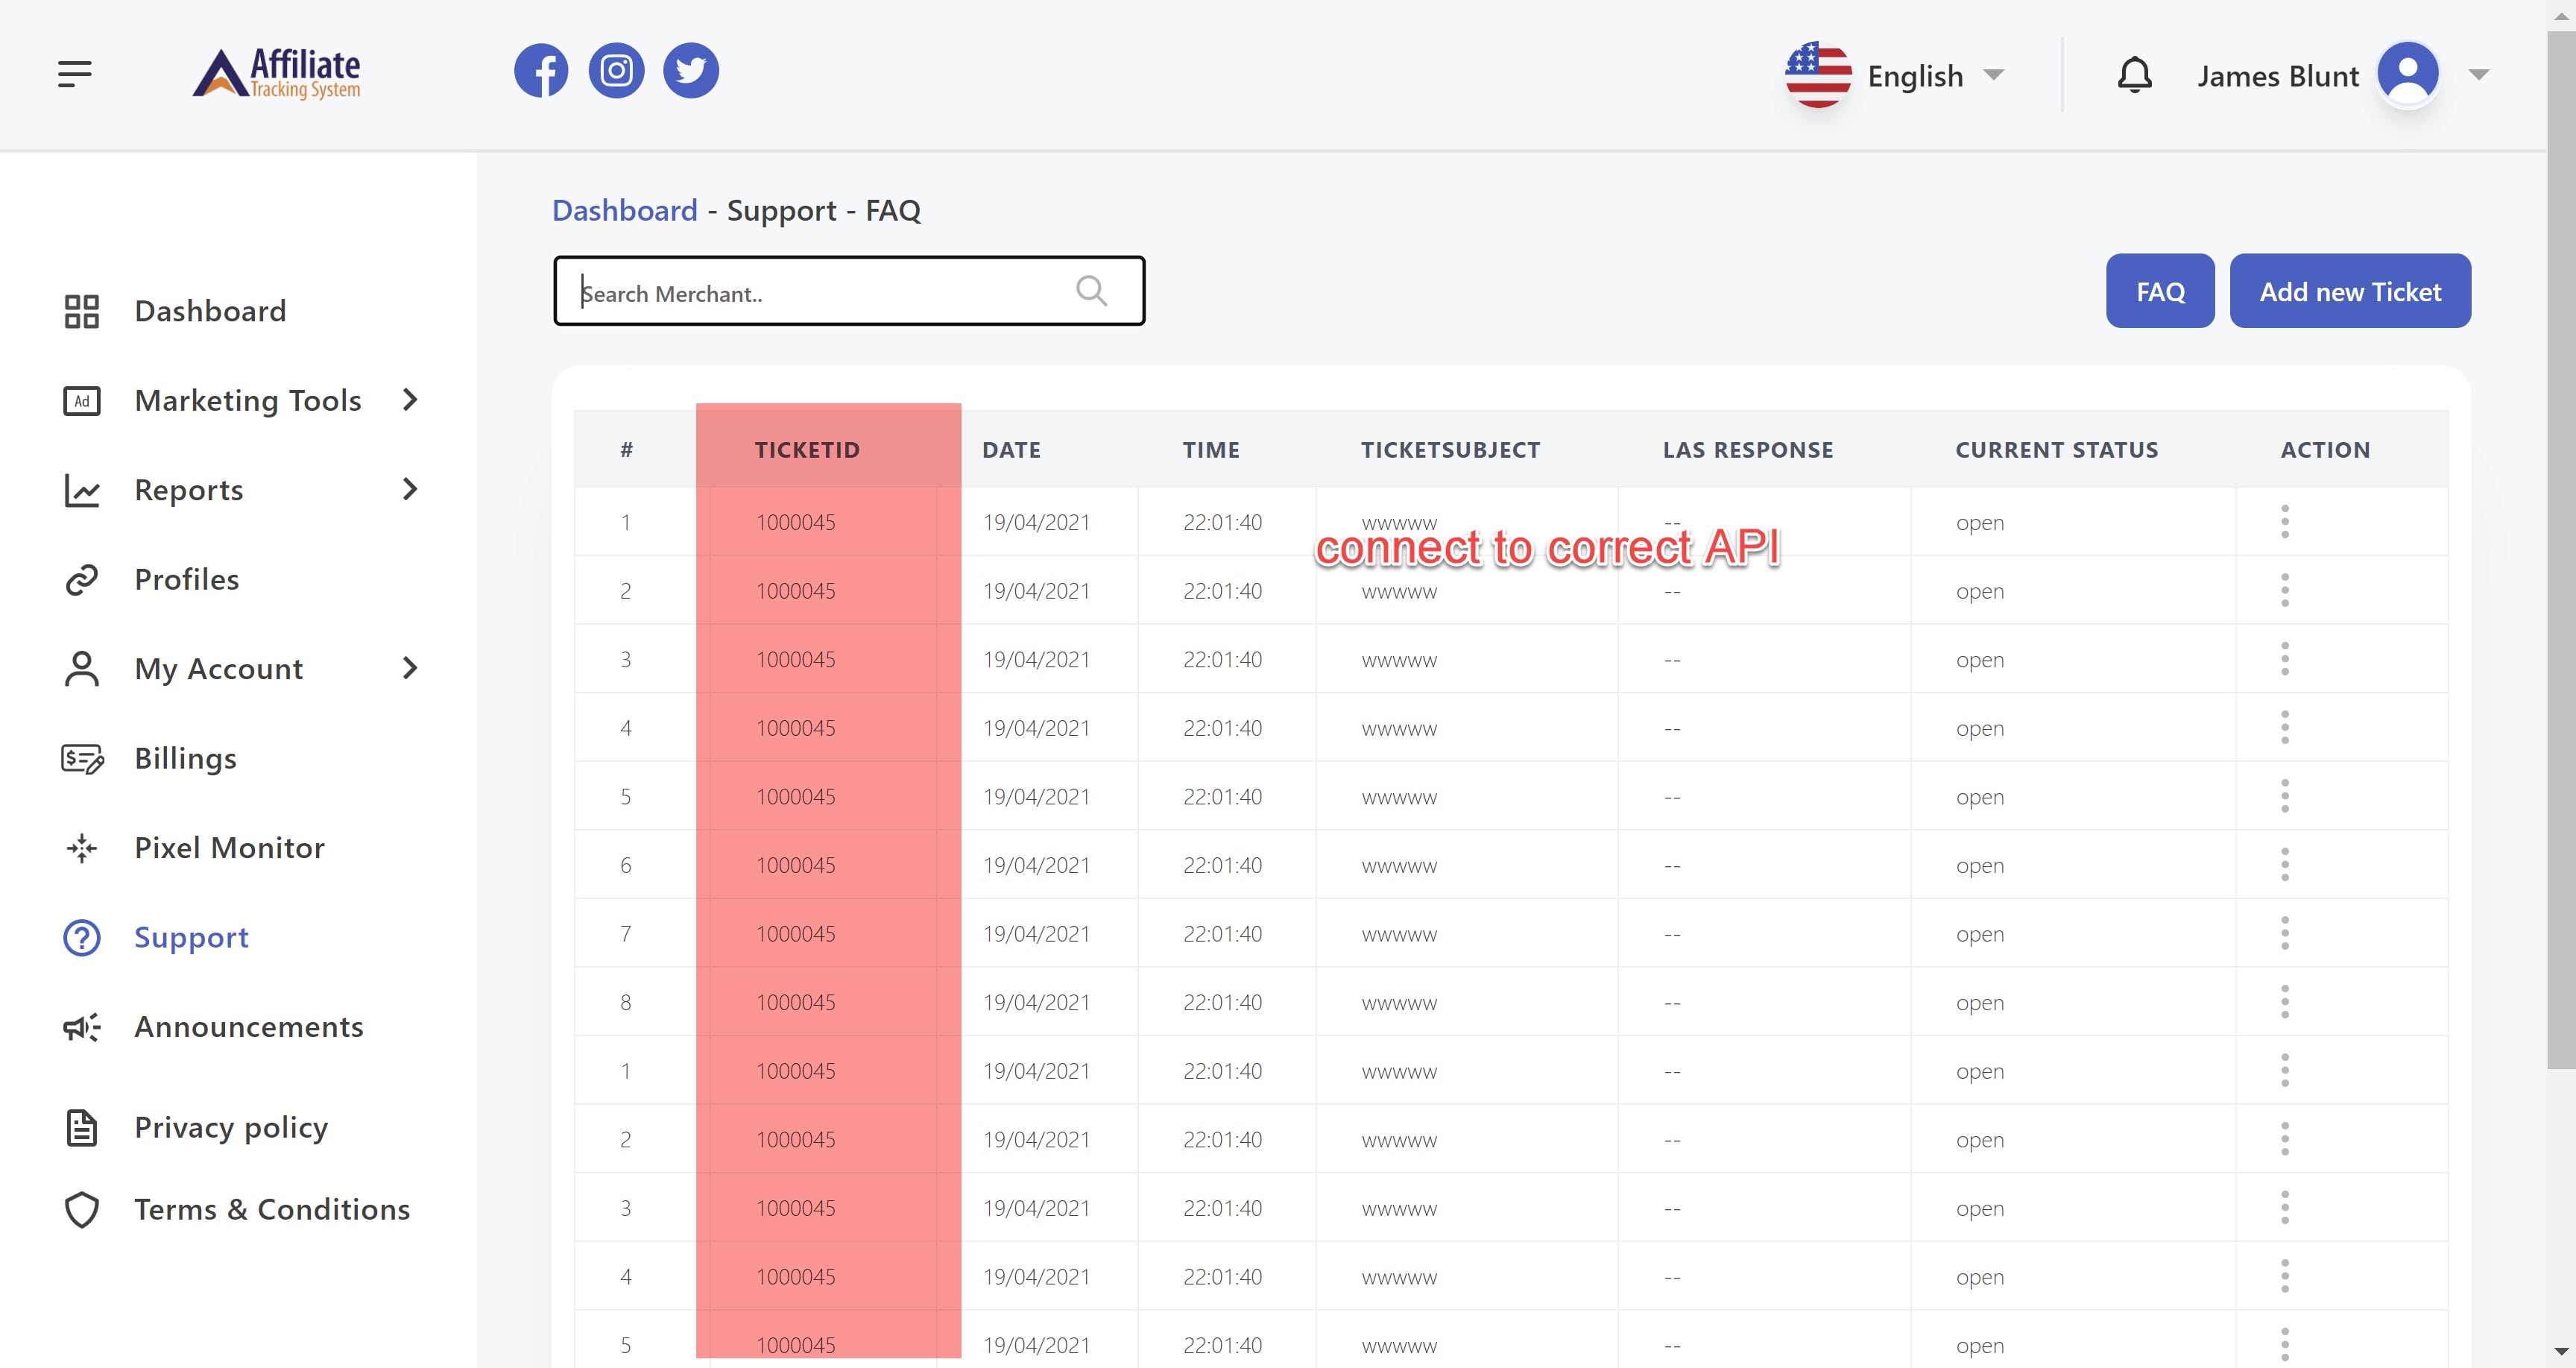 Affiliate
Tracking System
English
James Blunt
Dashboard - Support - FAQ
Search Merchant..
FAQ
Add new Ticket
Dashboard
Ad
Marketing Tools
Reports
Profiles
My Account
$
Billings
Pixel Monitor
?
Support
Announcements
Privacy policy
Terms & Conditions
# TICKETID DATE TIME TICKETSUBJECT LAS RESPONSE CURRENT STATUS ACTION
1 1000045 19/04/2021 22:01:40 wwwww -- open
connect to correct API
2 1000045 19/04/2021 22:01:40 wwwww -- open
3 1000045 19/04/2021 22:01:40 wwwww -- open
4 1000045 19/04/2021 22:01:40 wwwww -- open
5 1000045 19/04/2021 22:01:40 wwwww -- open
6 1000045 19/04/2021 22:01:40 wwwww -- open
7 1000045 19/04/2021 22:01:40 wwwww -- open
8 1000045 19/04/2021 22:01:40 wwwww -- open
1 1000045 19/04/2021 22:01:40 wwwww -- open
2 1000045 19/04/2021 22:01:40 wwwww -- open
3 1000045 19/04/2021 22:01:40 wwwww -- open
4 1000045 19/04/2021 22:01:40 wwwww -- open
5 1000045 19/04/2021 22:01:40 wwwww -- open